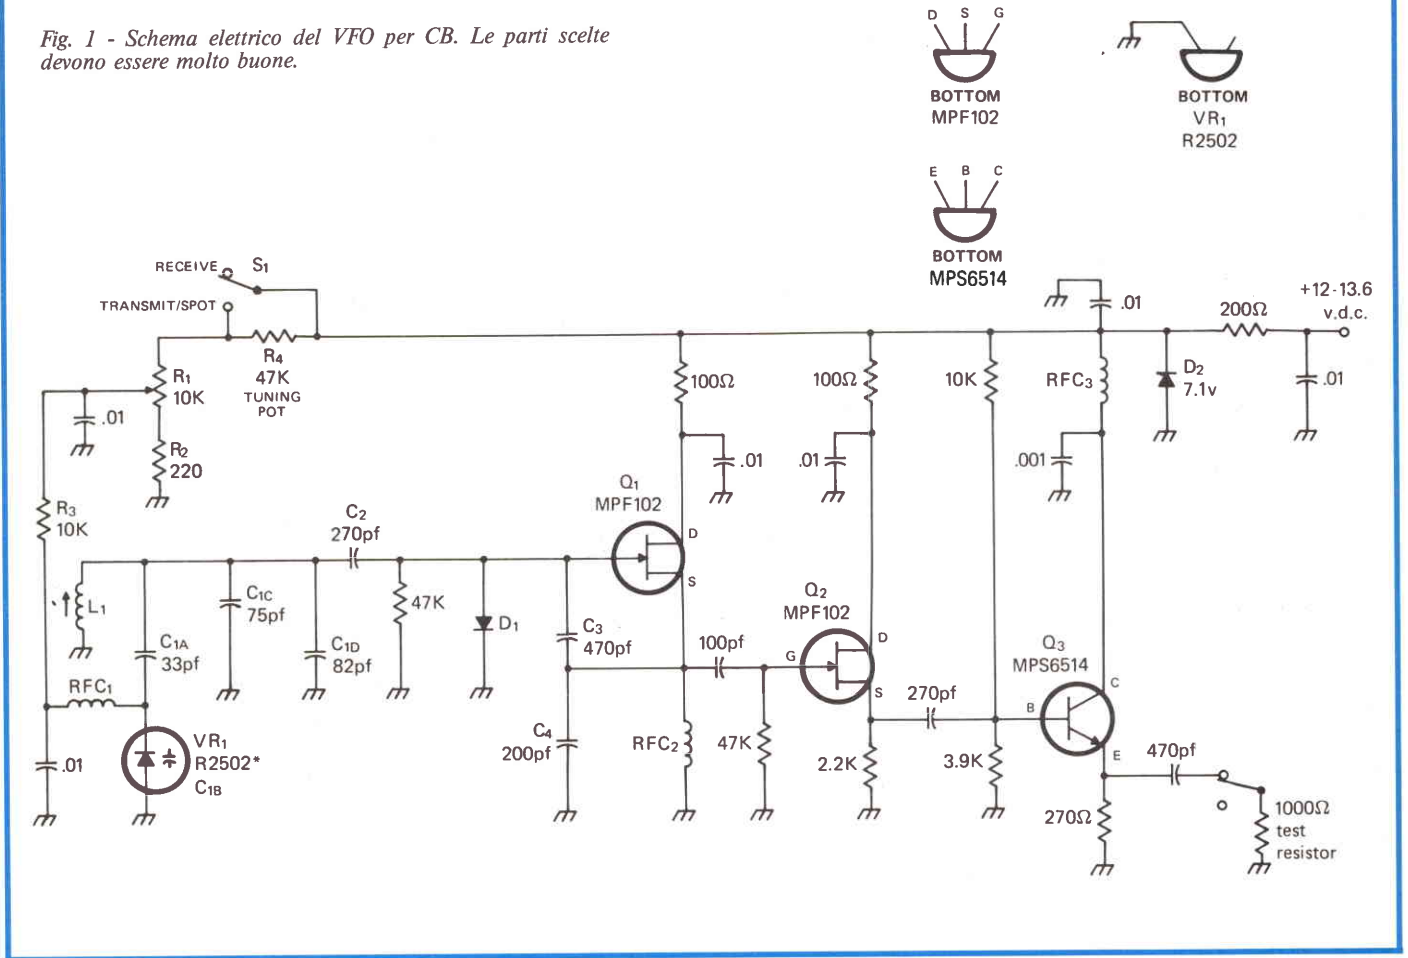 Fig. 1 - Schema elettrico del VFO per CB. Le parti scelte
devono essere molto buone.
D S G
BOTTOM
MPF102
BOTTOM
VR1
R2502
E B C
BOTTOM
MPS6514
RECEIVE
S1
TRANSMIT/SPOT
R4
47K
TUNING
POT
R1
10K
.01
R2
220
R3
10K
100Ω
.01
100Ω
.01
10K
.01
RFC3
.001
D2
7.1v
200Ω
+12-13.6
v.d.c.
.01
Q1
MPF102
D
S
C2
270pf
L1
C1A
33pf
C1C
75pf
C1D
82pf
47K
D1
C3
470pf
C4
200pf
RFC1
.01
VR1
R2502*
C1B
RFC2
100pf
47K
Q2
MPF102
G
D
S
2.2K
270pf
3.9K
Q3
MPS6514
B
C
E
270Ω
470pf
1000Ω
test
resistor